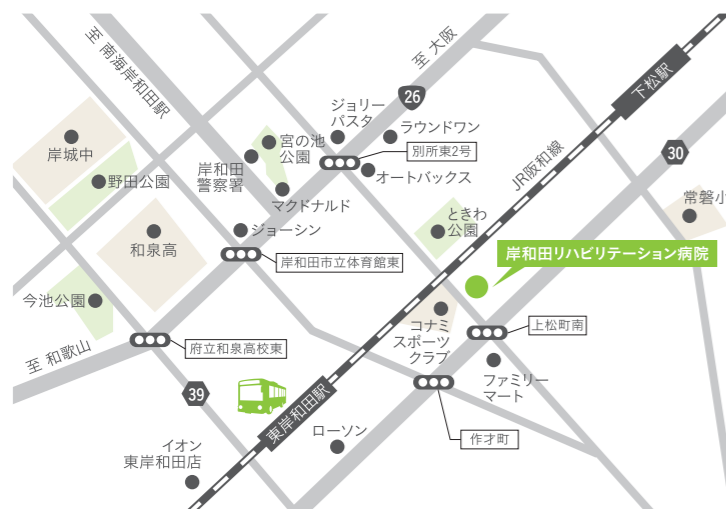 至 南海岸和田駅
至 大阪
下松駅
26
ジョリー
パスタ
ラウンドワン
別所東2号
オートバックス
JR阪和線
30
岸城中
野田公園
宮の池
公園
岸和田
警察署
マクドナルド
常磐小
ときわ
公園
和泉高
ジョーシン
岸和田市立体育館東
岸和田リハビリテーション病院
今池公園
コナミ
スポーツ
クラブ
上松町南
至 和歌山
府立和泉高校東
ファミリー
マート
39
東岸和田駅
ローソン
作才町
イオン
東岸和田店